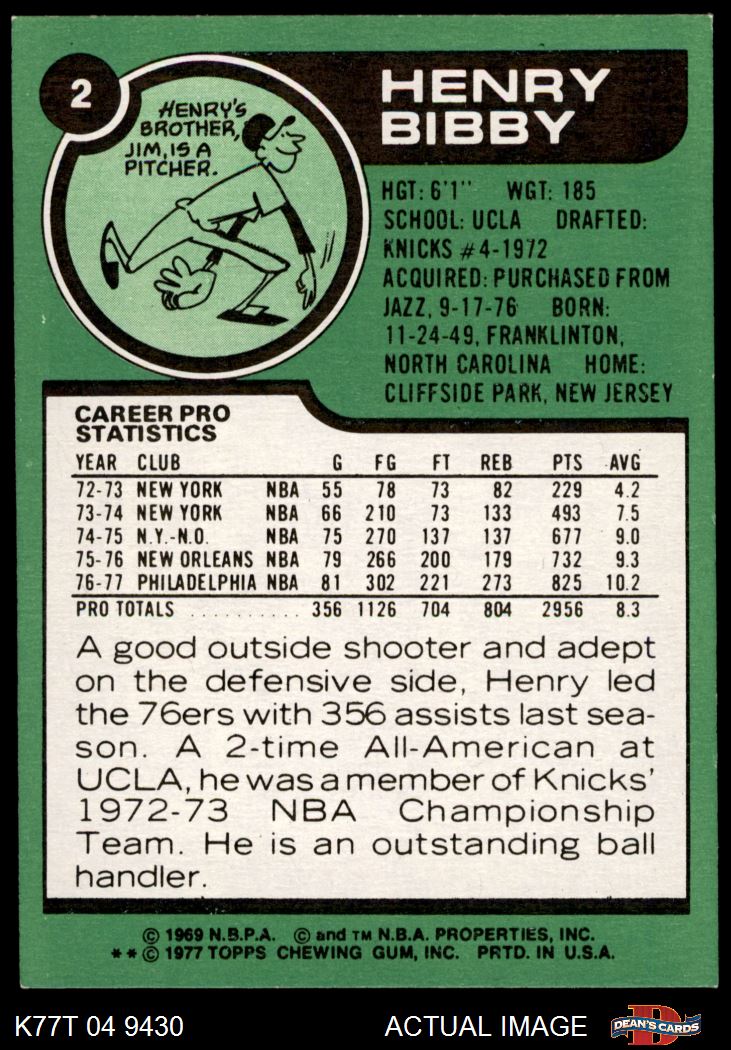 2
HENRY'S
BROTHER,
JIM, IS A
PITCHER.
HENRY
BIBBY
HGT: 6'1" WGT: 185
SCHOOL: UCLA DRAFTED:
KNICKS #4-1972
ACQUIRED: PURCHASED FROM
JAZZ, 9-17-76 BORN:
11-24-49, FRANKLINTON,
NORTH CAROLINA HOME:
CLIFFSIDE PARK, NEW JERSEY
CAREER PRO
STATISTICS
YEAR CLUB G FG FT REB PTS AVG
72-73 NEW YORK NBA 55 78 73 82 229 4.2
73-74 NEW YORK NBA 66 210 73 133 493 7.5
74-75 N.Y.-N.O. NBA 75 270 137 137 677 9.0
75-76 NEW ORLEANS NBA 79 266 200 179 732 9.3
76-77 PHILADELPHIA NBA 81 302 221 273 825 10.2
PRO TOTALS . . . . . . . . . . 356 1126 704 804 2956 8.3
A good outside shooter and adept
on the defensive side, Henry led
the 76ers with 356 assists last sea-
son. A 2-time All-American at
UCLA, he was a member of Knicks'
1972-73 NBA Championship
Team. He is an outstanding ball
handler.
© 1969 N.B.P.A. © and TM N.B.A. PROPERTIES, INC.
**© 1977 TOPPS CHEWING GUM, INC. PRTD. IN U.S.A.
K77T 04 9430 ACTUAL IMAGE D DEAN'S CARDS